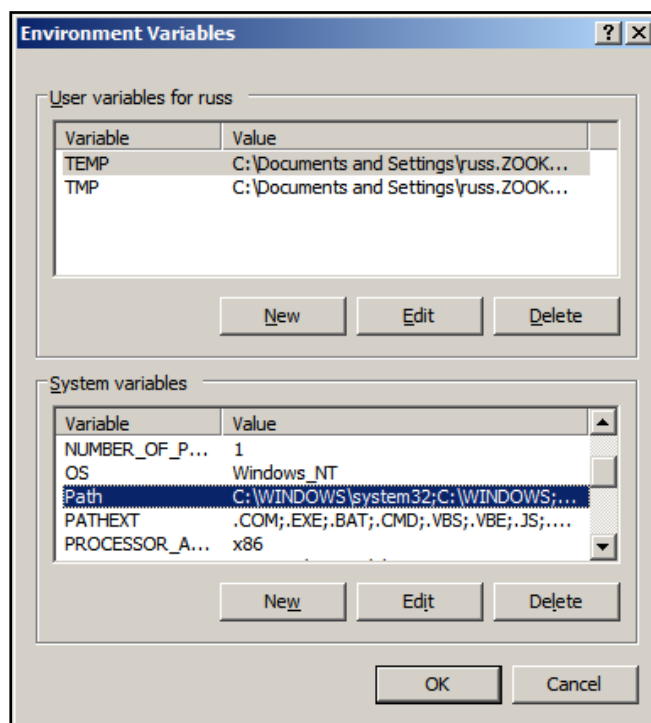 Environment Variables
User variables for russ
Variable Value
TEMP C:\Documents and Settings\russ.ZOOK...
TMP C:\Documents and Settings\russ.ZOOK...
New Edit Delete
System variables
Variable Value
NUMBER_OF_P... 1
OS Windows_NT
Path C:\WINDOWS\system32;C:\WINDOWS;...
PATHEXT .COM;.EXE;.BAT;.CMD;.VBS;.VBE;.JS;....
PROCESSOR_A... x86
New Edit Delete
OK Cancel